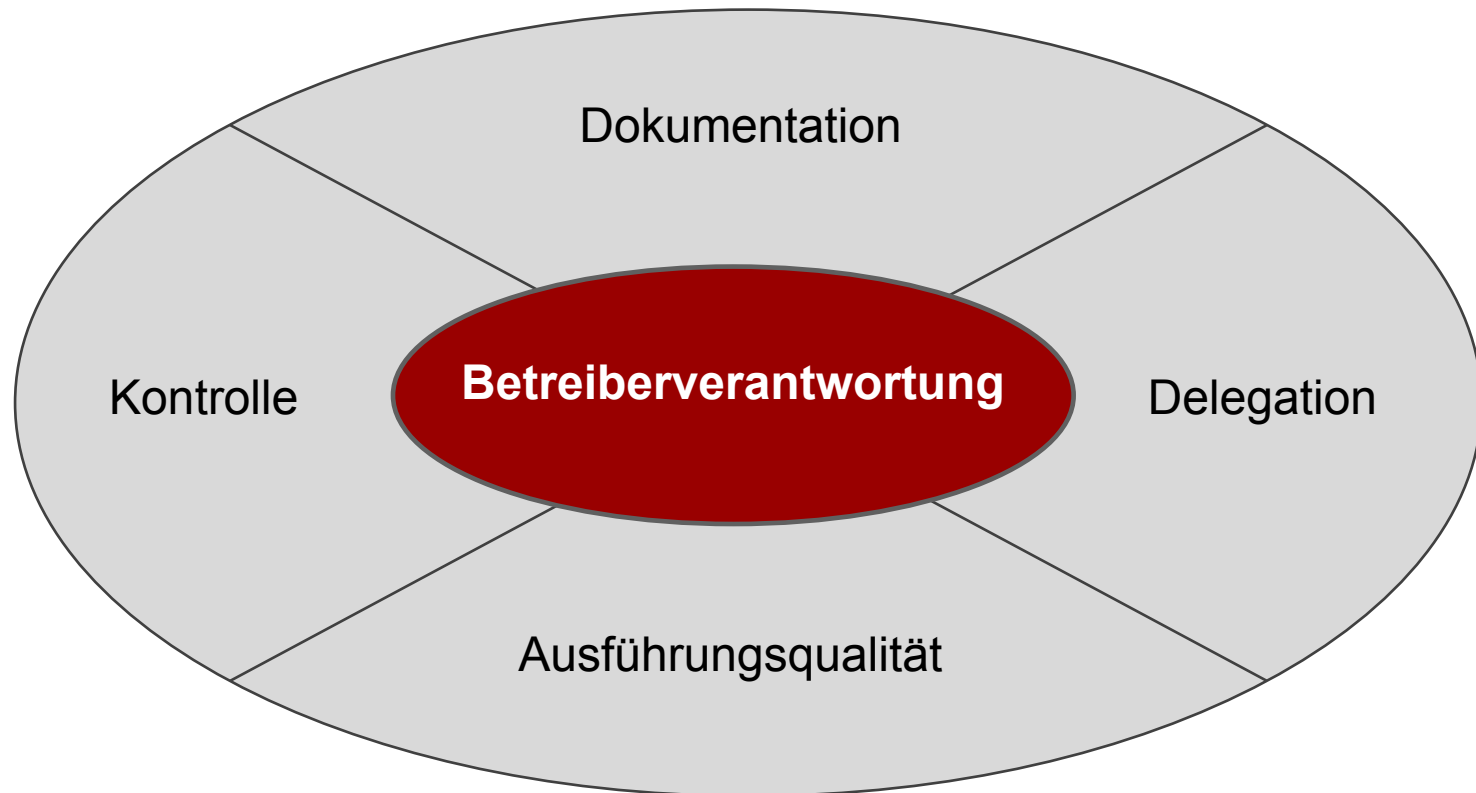 Dokumentation
Kontrolle
Betreiberverantwortung
Delegation
Ausführungsqualität